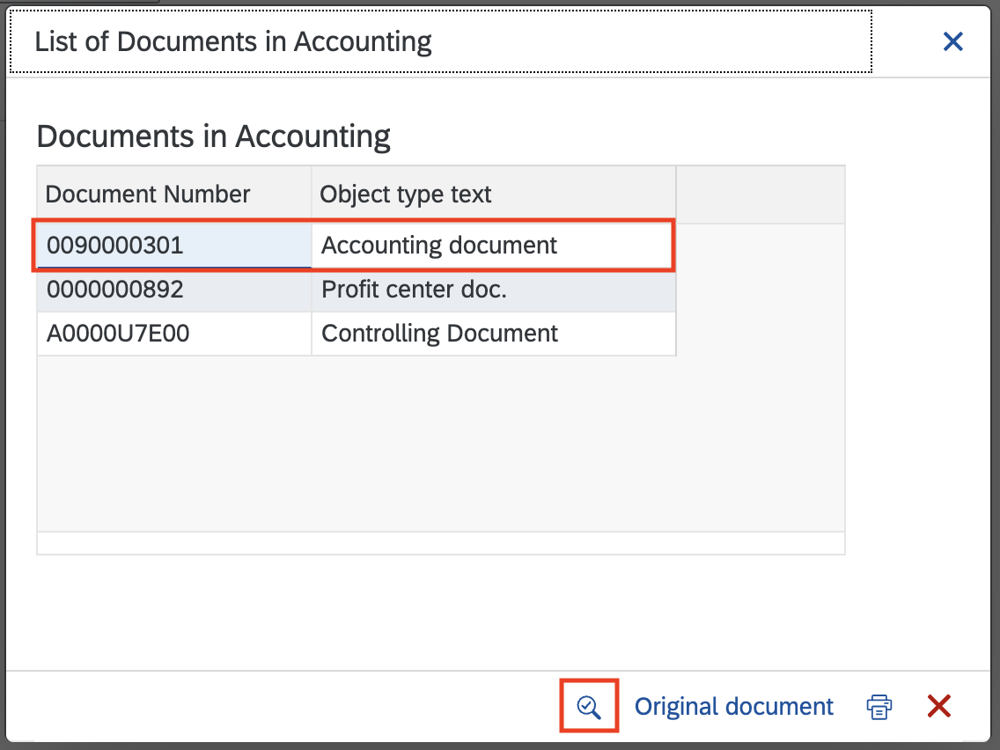 List of Documents in Accounting
Documents in Accounting
Document Number Object type text
0090000301 Accounting document
0000000892 Profit center doc.
A0000U7E00 Controlling Document
Original document